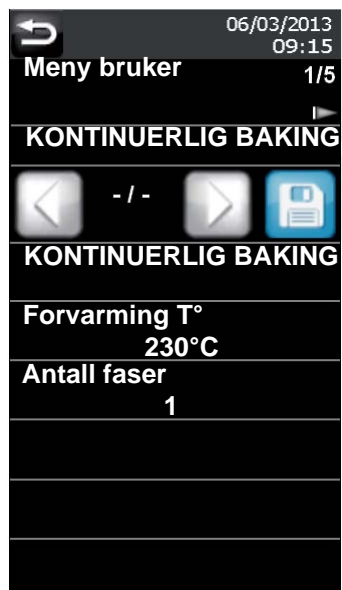 06/03/2013
09:15
Meny bruker
1/5
KONTINUERLIG BAKING
- / -
KONTINUERLIG BAKING
Forvarming T°
230°C
Antall faser
1